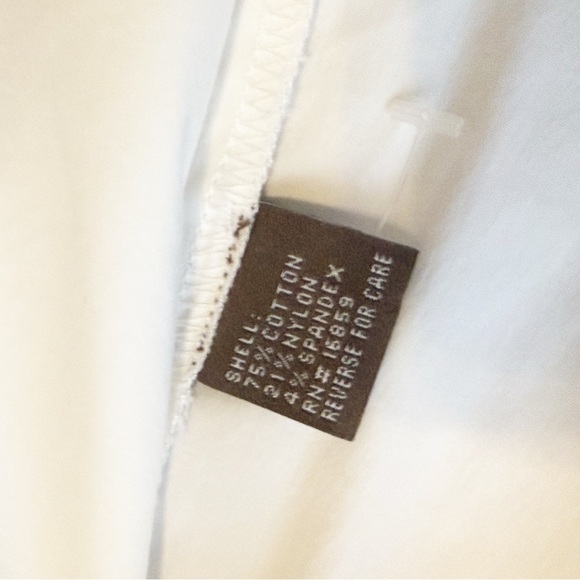 SHELL:
75% COTTON
21% NYLON
4% SPANDEX
RN# 15859
REVERSE FOR CARE